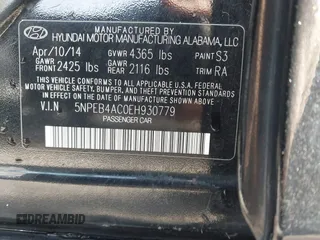 MANUFACTURED BY
HYUNDAI MOTOR MANUFACTURING ALABAMA, LLC
Apr/10/14 GVWR 4365 lbs PAINT S3
GAWR FRONT 2425 lbs GAWR REAR 2116 lbs TRIM RA
THIS VEHICLE CONFORMS TO ALL APPLICABLE U.S.A FEDERAL
MOTOR VEHICLE SAFETY, BUMPER, AND THEFT PREVENTION STANDARDS
IN EFFECT ON THE DATE OF MANUFACTURE SHOWN ABOVE.
V.I.N 5NPEB4AC0EH930779
PASSENGER CAR
DREAMBID